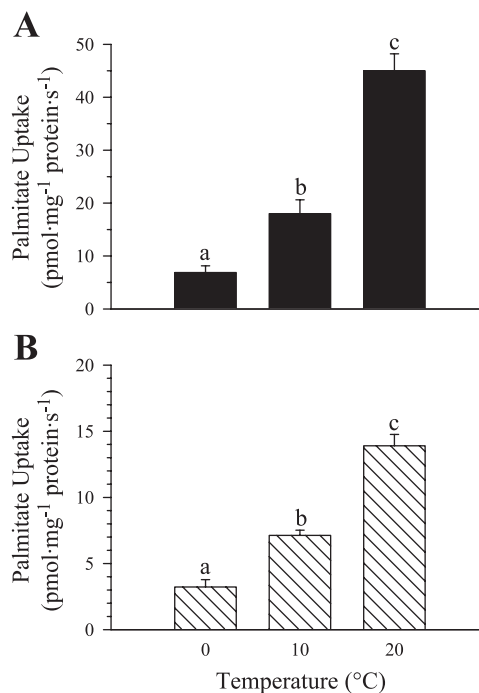 A
Palmitate Uptake
(pmol·mg⁻¹ protein·s⁻¹)
50
40
30
20
10
0
a
b
c
B
Palmitate Uptake
(pmol·mg⁻¹ protein·s⁻¹)
20
15
10
5
0
a
b
c
0 10 20
Temperature (°C)